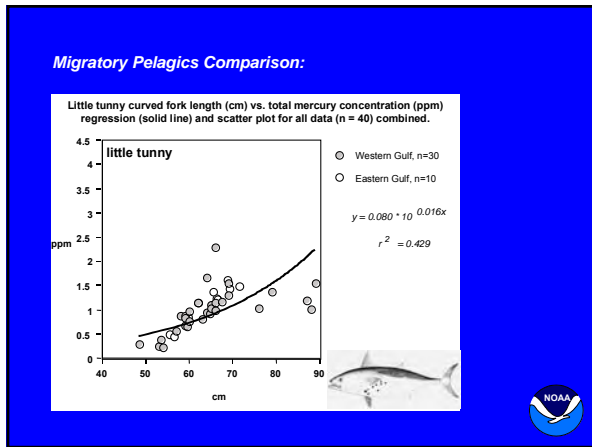 Migratory Pelagics Comparison:
Little tunny curved fork length (cm) vs. total mercury concentration (ppm)
regression (solid line) and scatter plot for all data (n = 40) combined.
little tunny
4.5
4
3.5
3
2.5
ppm 2
1.5
1
0.5
0
40 50 60 70 80 90
cm
Western Gulf, n=30
Eastern Gulf, n=10
y = 0.080 * 10 0.016x
r 2 = 0.429
NOAA